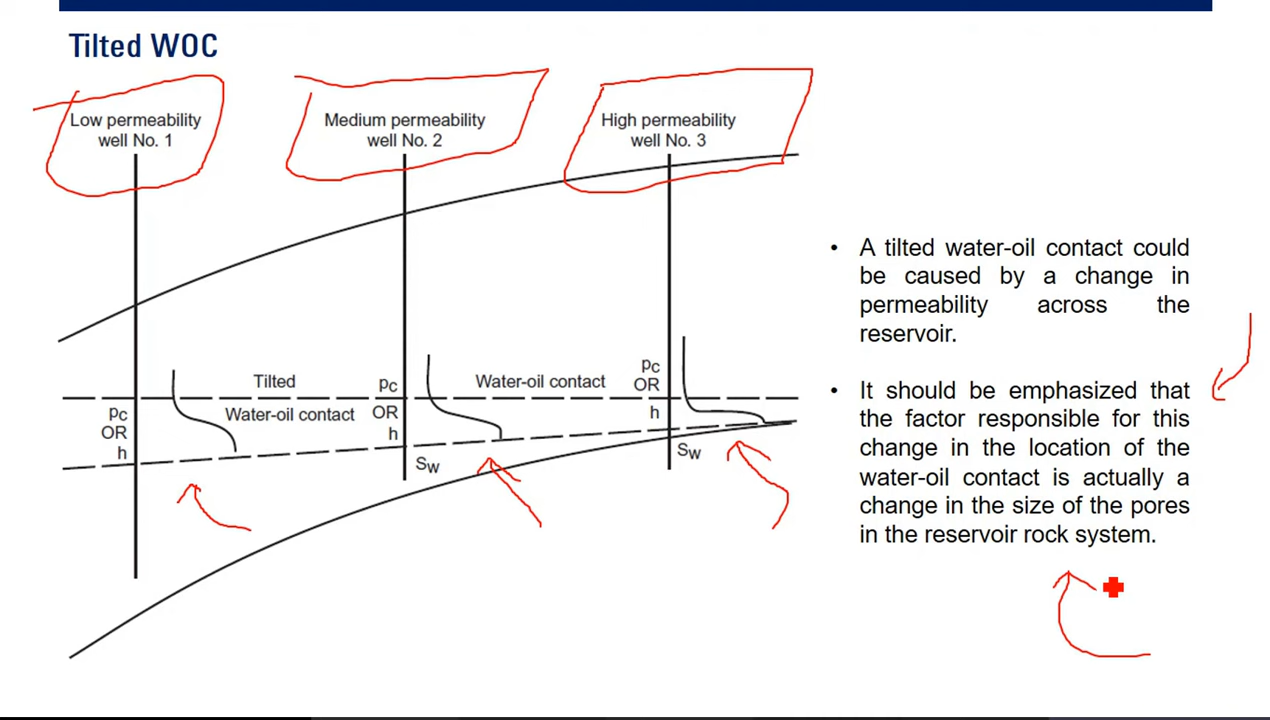 Tilted WOC
Low permeability
well No. 1
Medium permeability
well No. 2
High permeability
well No. 3
Tilted
Water-oil contact
pc
OR
h
pc
OR
h
Sw
Water-oil contact
pc
OR
h
Sw
• A tilted water-oil contact could
be caused by a change in
permeability across the
reservoir.
• It should be emphasized that
the factor responsible for this
change in the location of the
water-oil contact is actually a
change in the size of the pores
in the reservoir rock system.